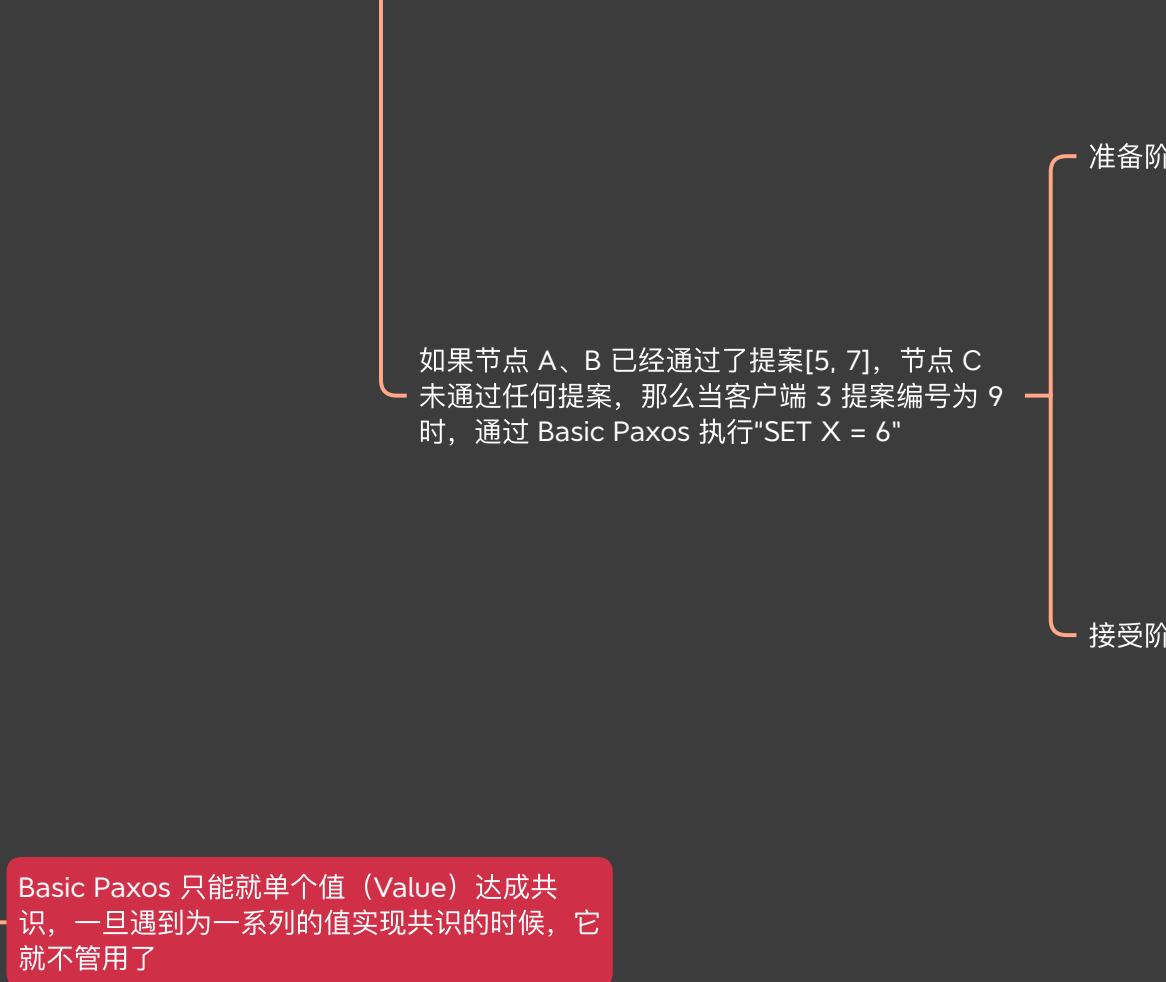 准备阶
如果节点 A、B 已经通过了提案[5, 7]，节点 C
未通过任何提案，那么当客户端 3 提案编号为 9
时，通过 Basic Paxos 执行"SET X = 6"
接受阶
Basic Paxos 只能就单个值（Value）达成共
识，一旦遇到为一系列的值实现共识的时候，它
就不管用了